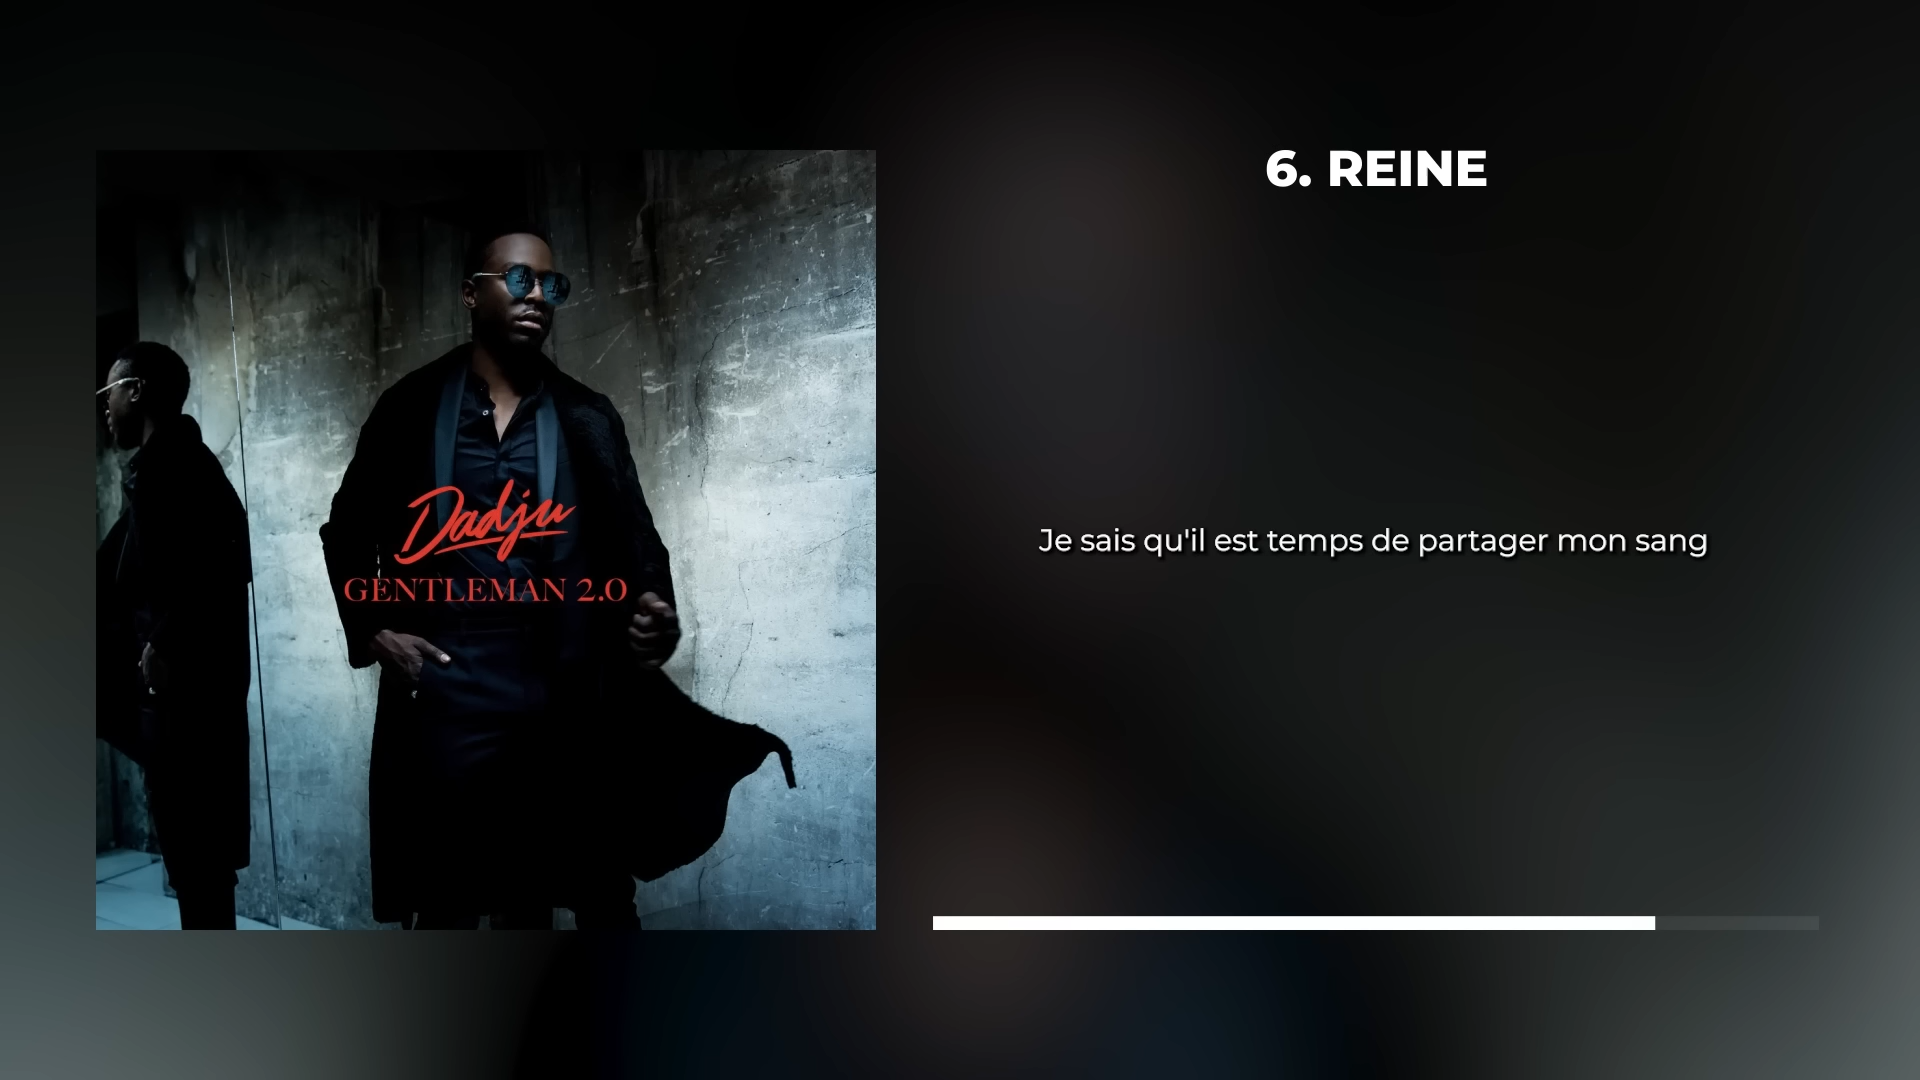 Dadju
GENTLEMAN 2.0
6. REINE
Je sais qu'il est temps de partager mon sang